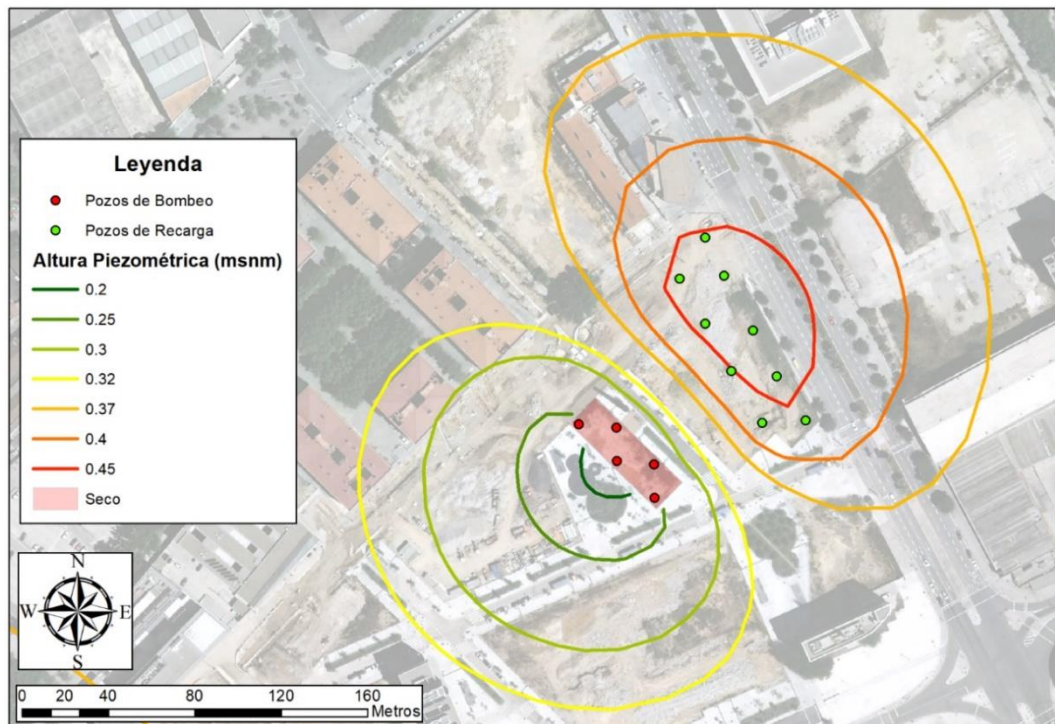 Leyenda
Pozos de Bombeo
Pozos de Recarga
Altura Piezométrica (msnm)
0.2
0.25
0.3
0.32
0.37
0.4
0.45
Seco
N
W E
S
0 20 40 80 120 160
Metros